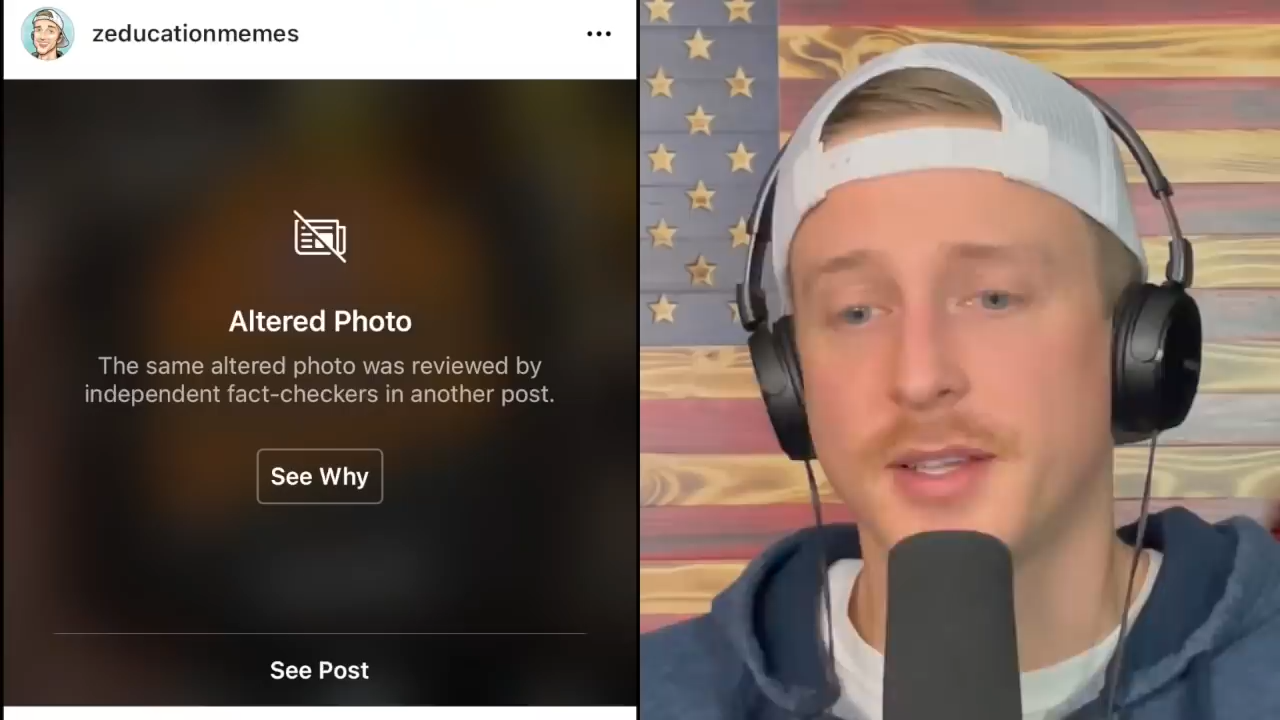 zeducationmemes
Altered Photo
The same altered photo was reviewed by
independent fact-checkers in another post.
See Why
See Post